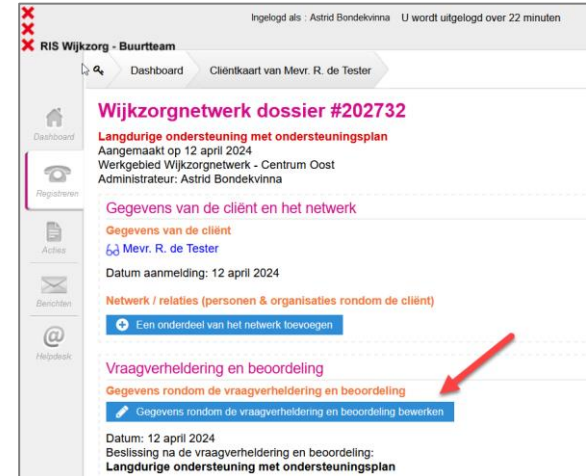 Ingelogd als : Astrid Bondekvinna U wordt uitgelogd over 22 minuten
RIS Wijkzorg - Buurtteam
Dashboard Cliëntkaart van Mevr. R. de Tester
Wijkzorgnetwerk dossier #202732
Langdurige ondersteuning met ondersteuningsplan
Aangemaakt op 12 april 2024
Werkgebied Wijkzorgnetwerk - Centrum Oost
Administrateur: Astrid Bondekvinna
Dashboard
Registreren
Acties
Berichten
Helpdesk
Gegevens van de cliënt en het netwerk
Gegevens van de cliënt
Mevr. R. de Tester
Datum aanmelding: 12 april 2024
Netwerk / relaties (personen & organisaties rondom de cliënt)
Een onderdeel van het netwerk toevoegen
Vraagverheldering en beoordeling
Gegevens rondom de vraagverheldering en beoordeling
Gegevens rondom de vraagverheldering en beoordeling bewerken
Datum: 12 april 2024
Beslissing na de vraagverheldering en beoordeling:
Langdurige ondersteuning met ondersteuningsplan